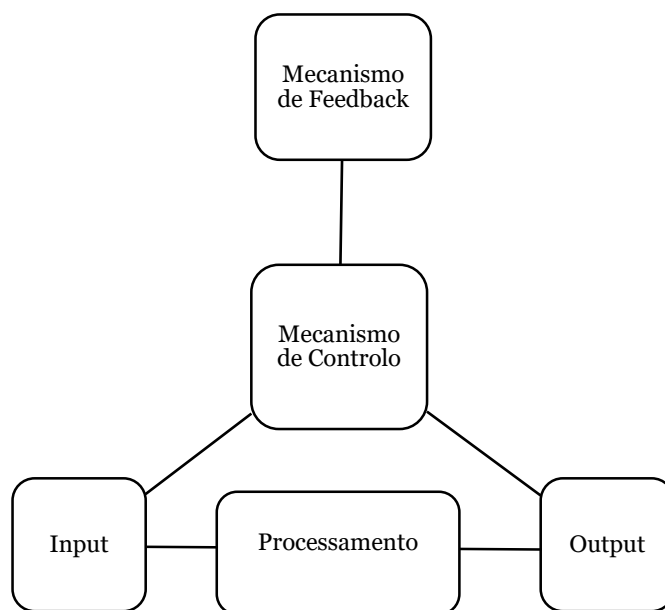 Mecanismo
de Feedback
Mecanismo
de Controlo
Input
Processamento
Output